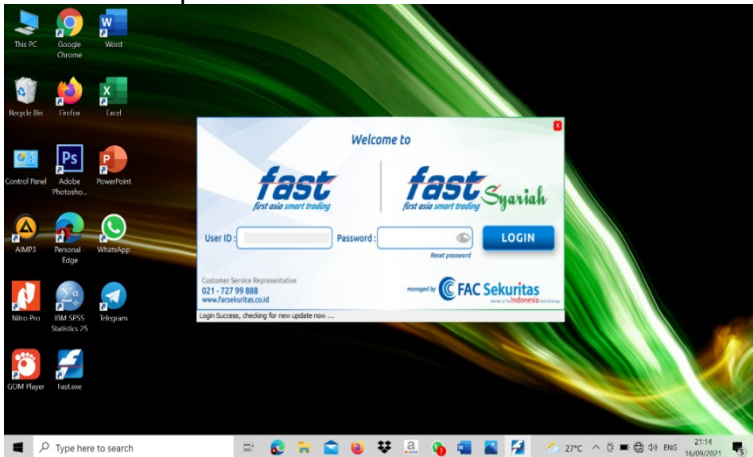 This PC
Google
Chrome
Word
Recycle Bin
Firefox
Excel
Control Panel
Adobe
Photosho...
PowerPoint
AIMP3
Personal -
Edge
WhatsApp
Nitro Pro
IBM SPSS
Statistics 25
Telegram
GOM Player
Fast.exe
Welcome to
fast
first asia smart trading
fast Syariah
first asia smart trading
User ID :
Password :
LOGIN
Reset password
Customer Service Representative
021 - 727 99 888
www.facsekuritas.co.id
managed by FAC Sekuritas
Login Success, checking for new update now ...
Type here to search
27°C
ENG
21:14
16/09/2021